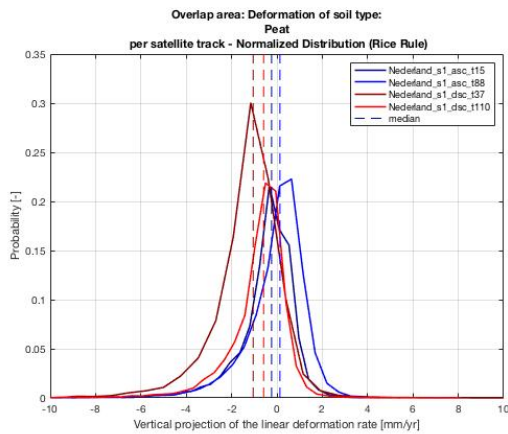 Overlap area: Deformation of soil type:
Peat
per satellite track - Normalized Distribution (Rice Rule)
0.35
0.3
0.25
0.2
0.15
0.1
0.05
0
Probability [-]
Nederland_s1_asc_t15
Nederland_s1_asc_t88
Nederland_s1_dsc_t37
Nederland_s1_dsc_t110
median
-10 -8 -6 -4 -2 0 2 4 6 8 10
Vertical projection of the linear deformation rate [mm/yr]